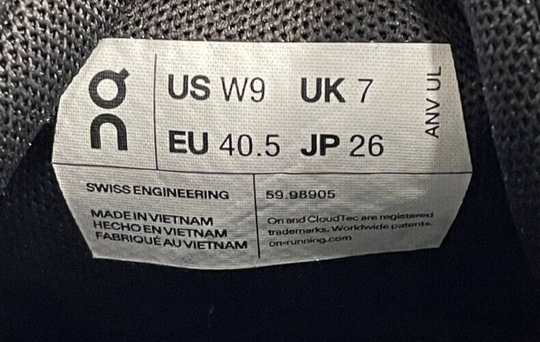 US W9 UK 7
EU 40.5 JP 26
ANV UL
SWISS ENGINEERING
MADE IN VIETNAM
HECHO EN VIETNAM
FABRIQUÉ AU VIETNAM
59.98905
On and CloudTec are registered
trademarks. Worldwide patents.
on-running.com